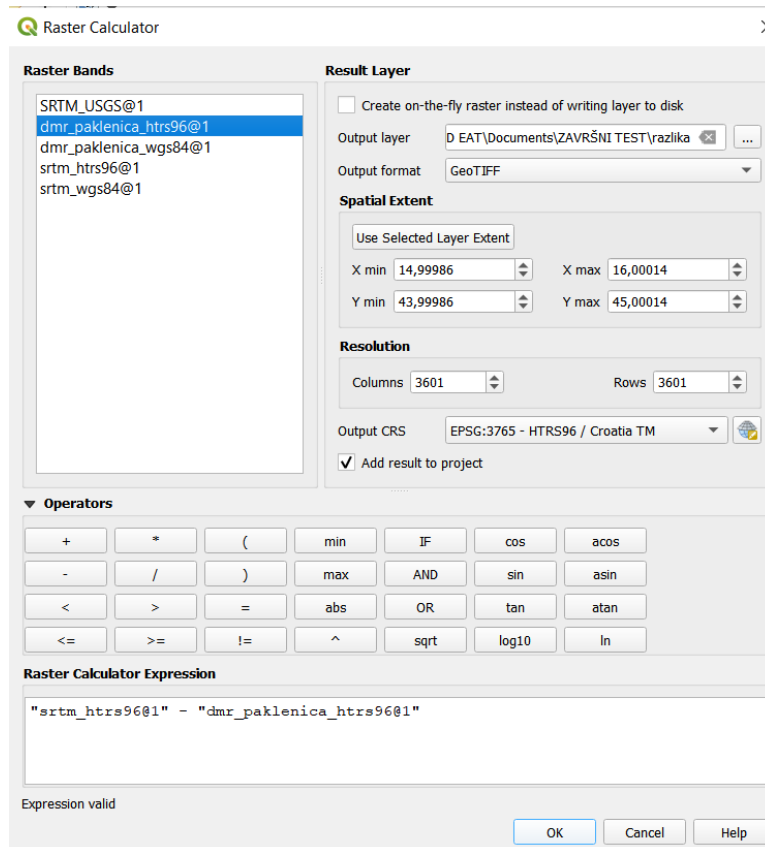 Raster Calculator
Raster Bands
SRTM_USGS@1
dmr_paklenica_htrs96@1
dmr_paklenica_wgs84@1
srtm_htrs96@1
srtm_wgs84@1
Result Layer
Create on-the-fly raster instead of writing layer to disk
Output layer D EAT\Documents\ZAVRŠNI TEST\razlika ...
Output format GeoTIFF
Spatial Extent
Use Selected Layer Extent
X min 14,99986 X max 16,00014
Y min 43,99986 Y max 45,00014
Resolution
Columns 3601 Rows 3601
Output CRS EPSG:3765 - HTRS96 / Croatia TM
Add result to project
Operators
+ * ( min IF cos acos
- / ) max AND sin asin
< > = abs OR tan atan
<= >= != ^ sqrt log10 ln
Raster Calculator Expression
"srtm_htrs96@1" - "dmr_paklenica_htrs96@1"
Expression valid
OK Cancel Help